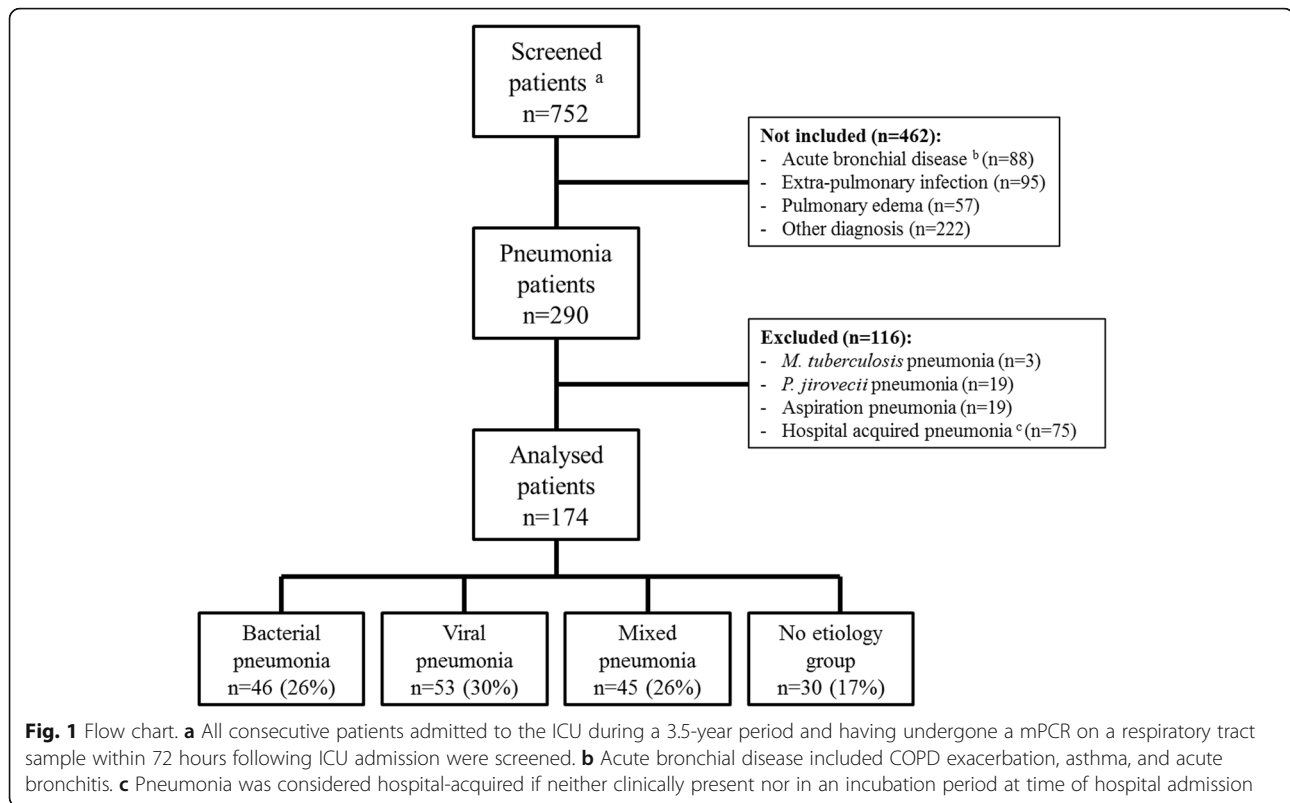 Screened
patients a
n=752
Not included (n=462):
- Acute bronchial disease b (n=88)
- Extra-pulmonary infection (n=95)
- Pulmonary edema (n=57)
- Other diagnosis (n=222)
Pneumonia
patients
n=290
Excluded (n=116):
- M. tuberculosis pneumonia (n=3)
- P. jirovecii pneumonia (n=19)
- Aspiration pneumonia (n=19)
- Hospital acquired pneumonia c (n=75)
Analysed
patients
n=174
Bacterial
pneumonia
n=46 (26%)
Viral
pneumonia
n=53 (30%)
Mixed
pneumonia
n=45 (26%)
No etiology
group
n=30 (17%)
Fig. 1 Flow chart. a All consecutive patients admitted to the ICU during a 3.5-year period and having undergone a mPCR on a respiratory tract
sample within 72 hours following ICU admission were screened. b Acute bronchial disease included COPD exacerbation, asthma, and acute
bronchitis. c Pneumonia was considered hospital-acquired if neither clinically present nor in an incubation period at time of hospital admission